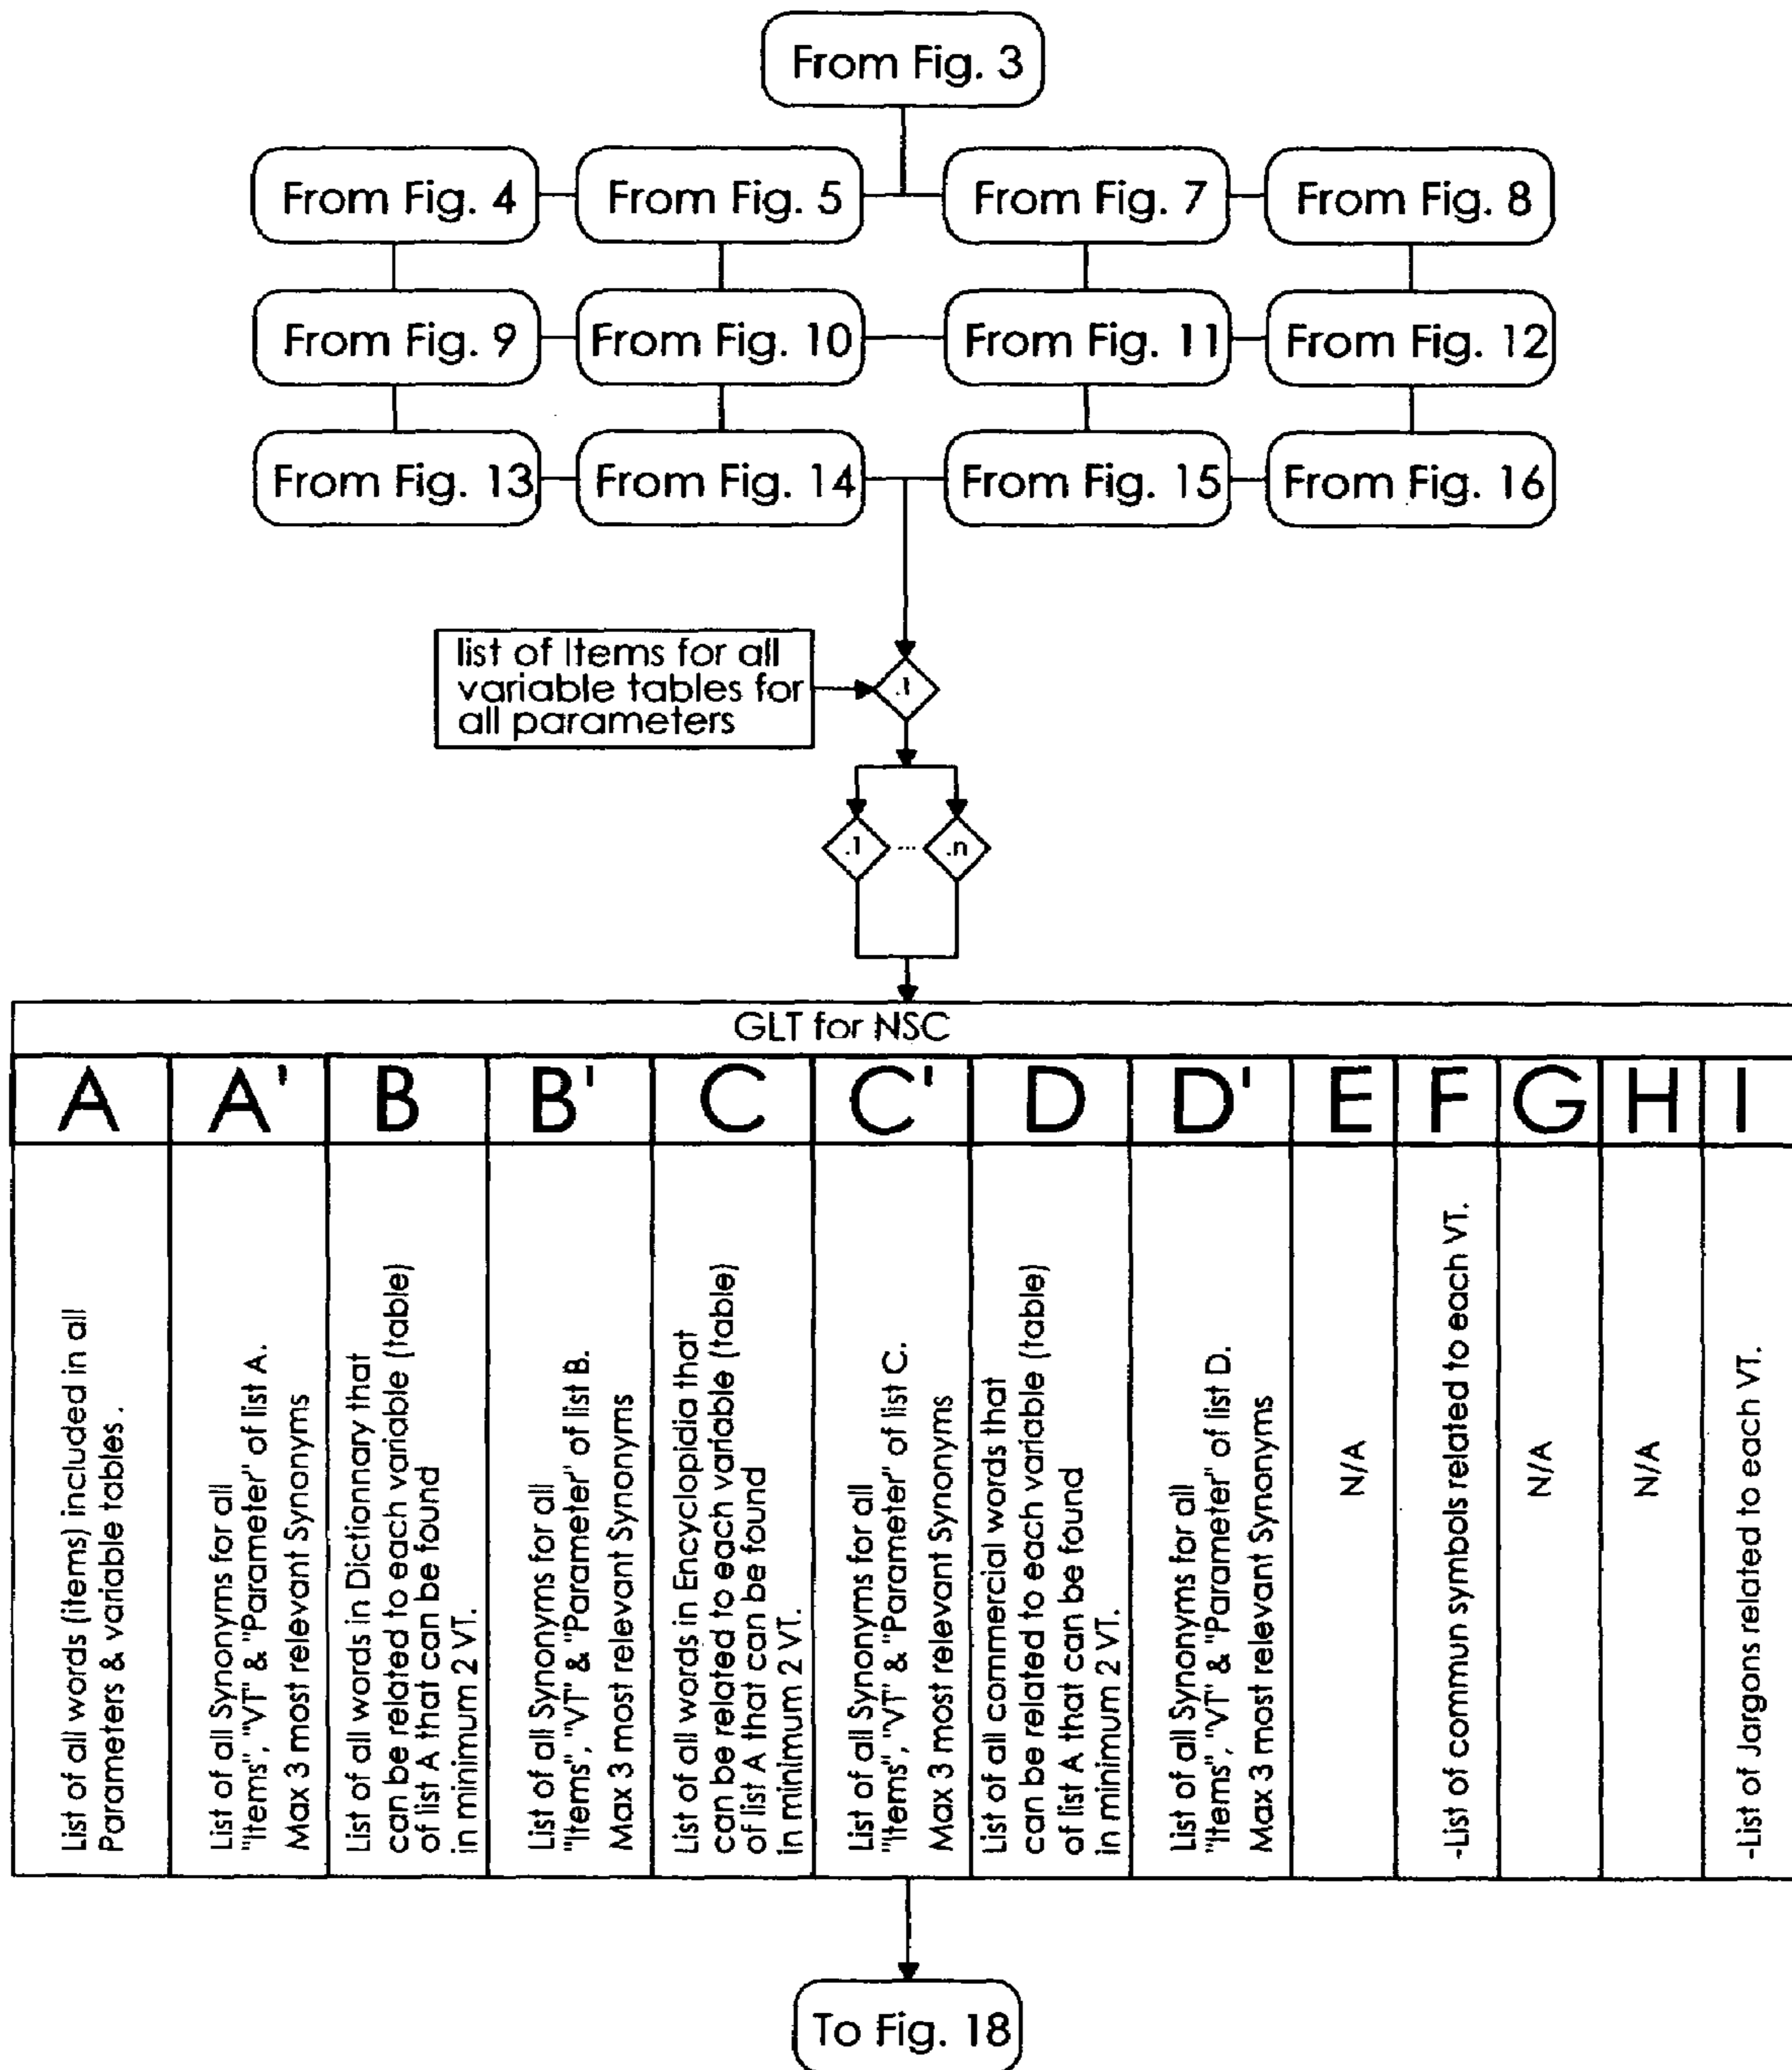 From Fig. 3
From Fig. 4
From Fig. 5
From Fig. 7
From Fig. 8
From Fig. 9
From Fig. 10
From Fig. 11
From Fig. 12
From Fig. 13
From Fig. 14
From Fig. 15
From Fig. 16
list of Items for all
variable tables for
all parameters
.1
.1
...
.n
GLT for NSC
A
A'
B
B'
C
C'
D
D'
E
F
G
H
I
List of all words (items) included in all
Parameters & variable tables .
List of all Synonyms for all
"Items", "VT" & "Parameter" of list A.
Max 3 most relevant Synonyms
List of all words in Dictionnary that
can be related to each variable (table)
of list A that can be found
in minimum 2 VT.
List of all Synonyms for all
"Items", "VT" & "Parameter" of list B.
Max 3 most relevant Synonyms
List of all words in Encyclopidia that
can be related to each variable (table)
of list A that can be found
in minimum 2 VT.
List of all Synonyms for all
"Items", "VT" & "Parameter" of list C.
Max 3 most relevant Synonyms
List of all commercial words that
can be related to each variable (table)
of list A that can be found
in minimum 2 VT.
List of all Synonyms for all
"Items", "VT" & "Parameter" of list D.
Max 3 most relevant Synonyms
N/A
-List of commun symbols related to each VT.
N/A
N/A
-List of Jargons related to each VT.
To Fig. 18